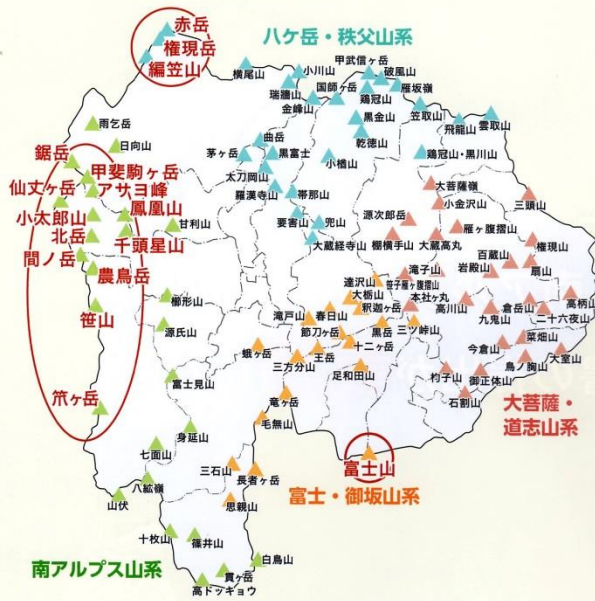 赤岳
権現岳
編笠山
八ケ岳・秩父山系
横尾山
小川山
瑞牆山
金峰山
国師ヶ岳
甲武信ヶ岳
破風山
雁坂嶺
鶏冠山
黒金山
乾徳山
笠取山
飛龍山
雲取山
雨乞岳
日向山
曲岳
茅ヶ岳
黒富士
太刀岡山
羅漢寺山
帯那山
小楢山
鶏冠山・黒川山
要害山
兜山
大蔵経寺山
鋸岳
甲斐駒ヶ岳
仙丈ヶ岳
アサヨ峰
小太郎山
鳳凰山
北岳
千頭星山
甘利山
間ノ岳
農鳥岳
笹山
笊ヶ岳
櫛形山
源氏山
富士見山
身延山
七面山
八紘嶺
山伏
十枚山
篠井山
貫ヶ岳
高ドッキョウ
白鳥山
南アルプス山系
大菩薩嶺
小金沢山
三頭山
源次郎岳
雁ヶ腹摺山
棚横手山
大蔵高丸
権現山
百蔵山
岩殿山
扇山
滝子山
笹子雁ヶ腹摺山
本社ヶ丸
高川山
九鬼山
倉岳山
高柄山
二十六夜山
今倉山
菜畑山
鳥ノ胸山
大室山
杓子山
御正体山
石割山
大菩薩・
道志山系
達沢山
大栃山
釈迦ヶ岳
滝戸山
春日山
節刀ヶ岳
黒岳
三ツ峠山
十二ヶ岳
蛾ヶ岳
三方分山
王岳
足和田山
竜ヶ岳
毛無山
三石山
長者ヶ岳
思親山
富士山
富士・御坂山系